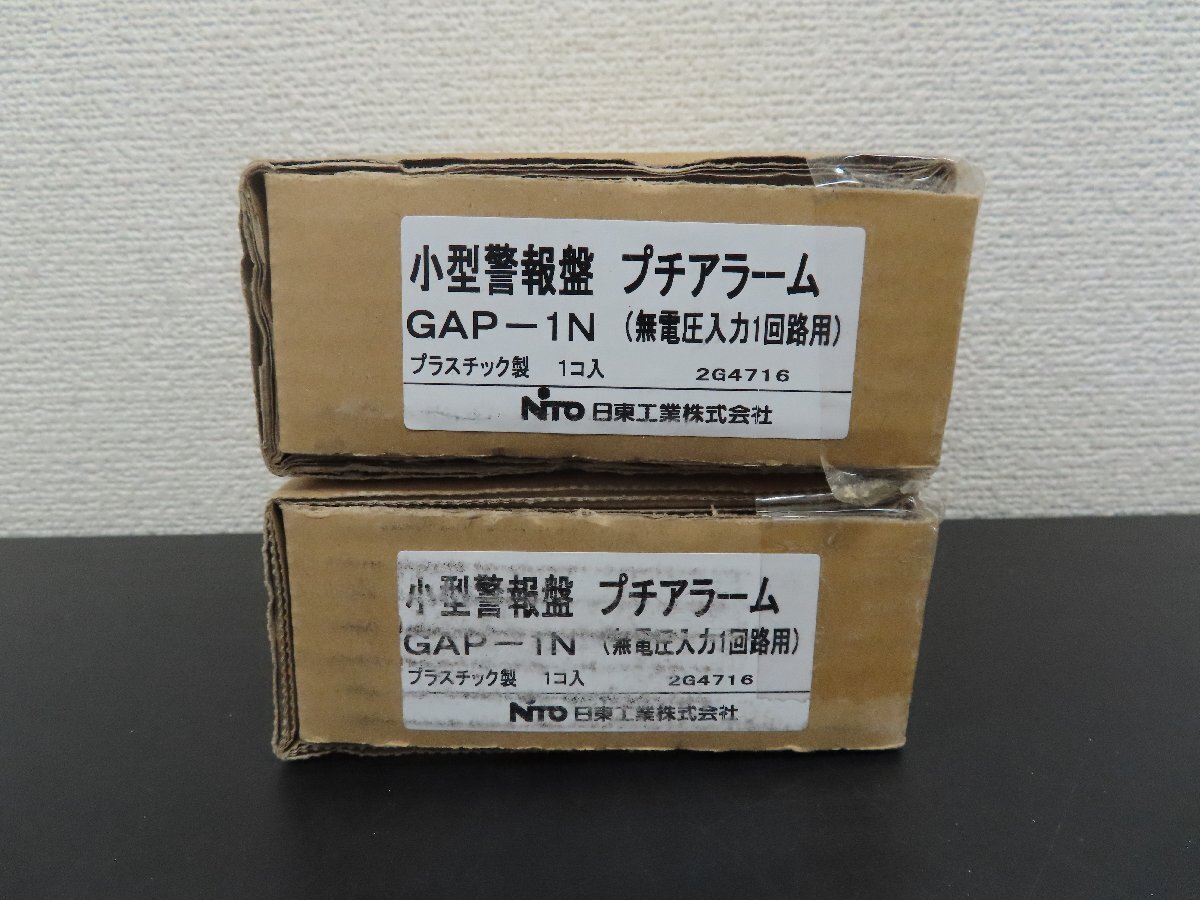 小型警報盤 プチアラーム
GAP-1N (無電圧入力1回路用)
プラスチック製 1コ入 2G4716
NITO 日東工業株式会社
小型警報盤 プチアラーム
GAP-1N (無電圧入力1回路用)
プラスチック製 1コ入 2G4716
NITO 日東工業株式会社